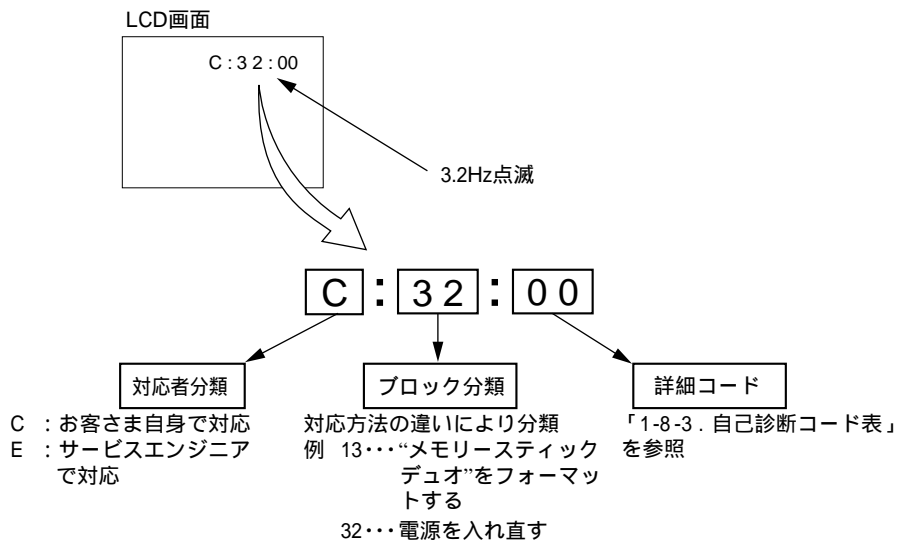 LCD画面
C:32:00
3.2Hz点滅
C:32:00
対応者分類
C :お客さま自身で対応
E :サービスエンジニア
で対応
ブロック分類
対応方法の違いにより分類
例 13･･･“メモリースティック
デュオ”をフォーマッ
トする
32･･･電源を入れ直す
詳細コード
「1-8-3.自己診断コード表」
を参照